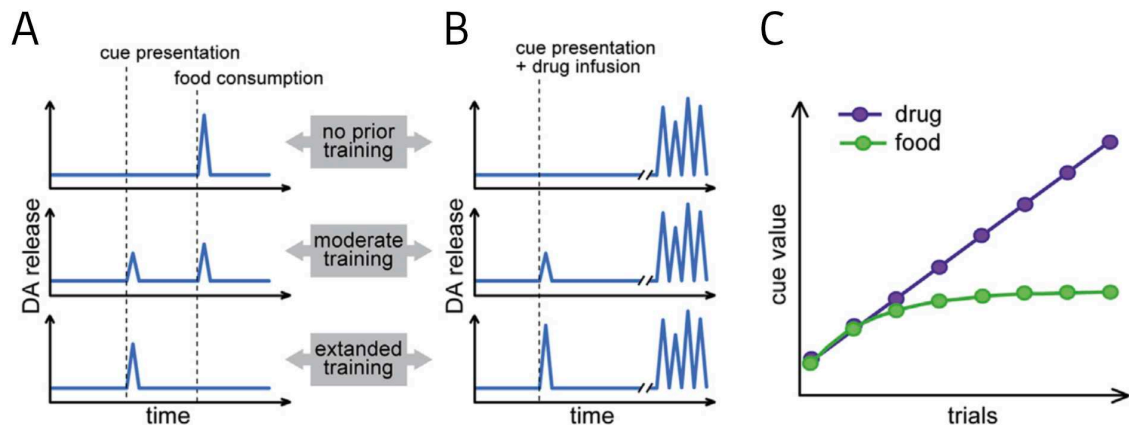 A
B
C
cue presentation
food consumption
cue presentation
+ drug infusion
no prior
training
moderate
training
extanded
training
DA release
time
DA release
time
drug
food
cue value
trials